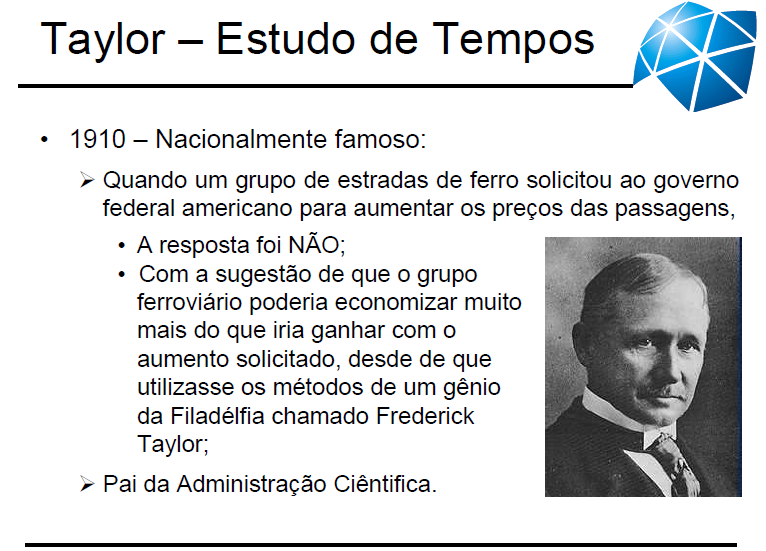 Taylor – Estudo de Tempos
• 1910 – Nacionalmente famoso:
➢ Quando um grupo de estradas de ferro solicitou ao governo
federal americano para aumentar os preços das passagens,
• A resposta foi NÃO;
• Com a sugestão de que o grupo
ferroviário poderia economizar muito
mais do que iria ganhar com o
aumento solicitado, desde de que
utilizasse os métodos de um gênio
da Filadélfia chamado Frederick
Taylor;
➢ Pai da Administração Ciêntifica.